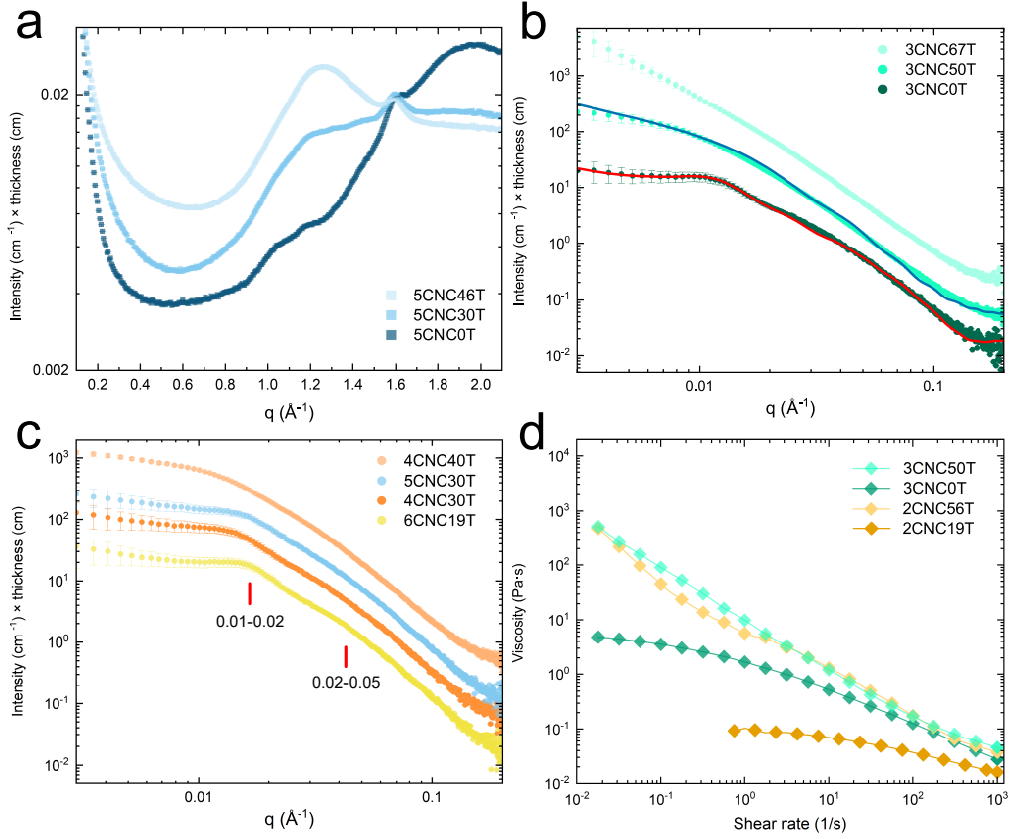 a
Intensity (cm⁻¹) × thickness (cm)
0.02
0.002
5CNC46T
5CNC30T
5CNC0T
0.2 0.4 0.6 0.8 1.0 1.2 1.4 1.6 1.8 2.0
q (Å⁻¹)
b
Intensity (cm⁻¹) × thickness (cm)
10³
10²
10¹
10⁰
10⁻¹
10⁻²
3CNC67T
3CNC50T
3CNC0T
0.01 0.1
q (Å⁻¹)
c
Intensity (cm⁻¹) × thickness (cm)
10³
10²
10¹
10⁰
10⁻¹
10⁻²
4CNC40T
5CNC30T
4CNC30T
6CNC19T
0.01-0.02
0.02-0.05
0.01 0.1
q (Å⁻¹)
d
Viscosity (Pa·s)
10⁴
10³
10²
10¹
10⁰
10⁻¹
10⁻²
3CNC50T
3CNC0T
2CNC56T
2CNC19T
10⁻² 10⁻¹ 10⁰ 10¹ 10² 10³
Shear rate (1/s)